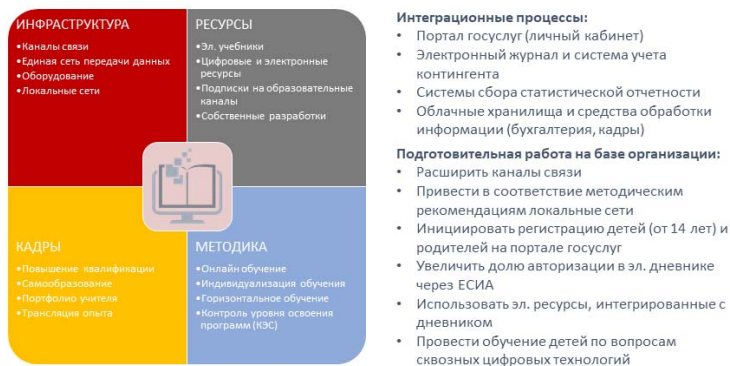 ИНФРАСТРУКТУРА
•Каналы связи
•Единая сеть передачи данных
•Оборудование
•Локальные сети
РЕСУРСЫ
•Эл. учебники
•Цифровые и электронные
ресурсы
•Подписки на образовательные
каналы
•Собственные разработки
КАДРЫ
•Повышение квалификации
•Самообразование
•Портфолио учителя
•Трансляция опыта
МЕТОДИКА
•Онлайн обучение
•Индивидуализация обучения
•Горизонтальное обучение
•Контроль уровня освоения
программ (КЭС)
Интеграционные процессы:
• Портал госуслуг (личный кабинет)
• Электронный журнал и система учета
контингента
• Системы сбора статистической отчетности
• Облачные хранилища и средства обработки
информации (бухгалтерия, кадры)
Подготовительная работа на базе организации:
• Расширить каналы связи
• Привести в соответствие методическим
рекомендациям локальные сети
• Инициировать регистрацию детей (от 14 лет) и
родителей на портале госуслуг
• Увеличить долю авторизации в эл. дневнике
через ЕСИА
• Использовать эл. ресурсы, интегрированные с
дневником
• Провести обучение детей по вопросам
сквозных цифровых технологий